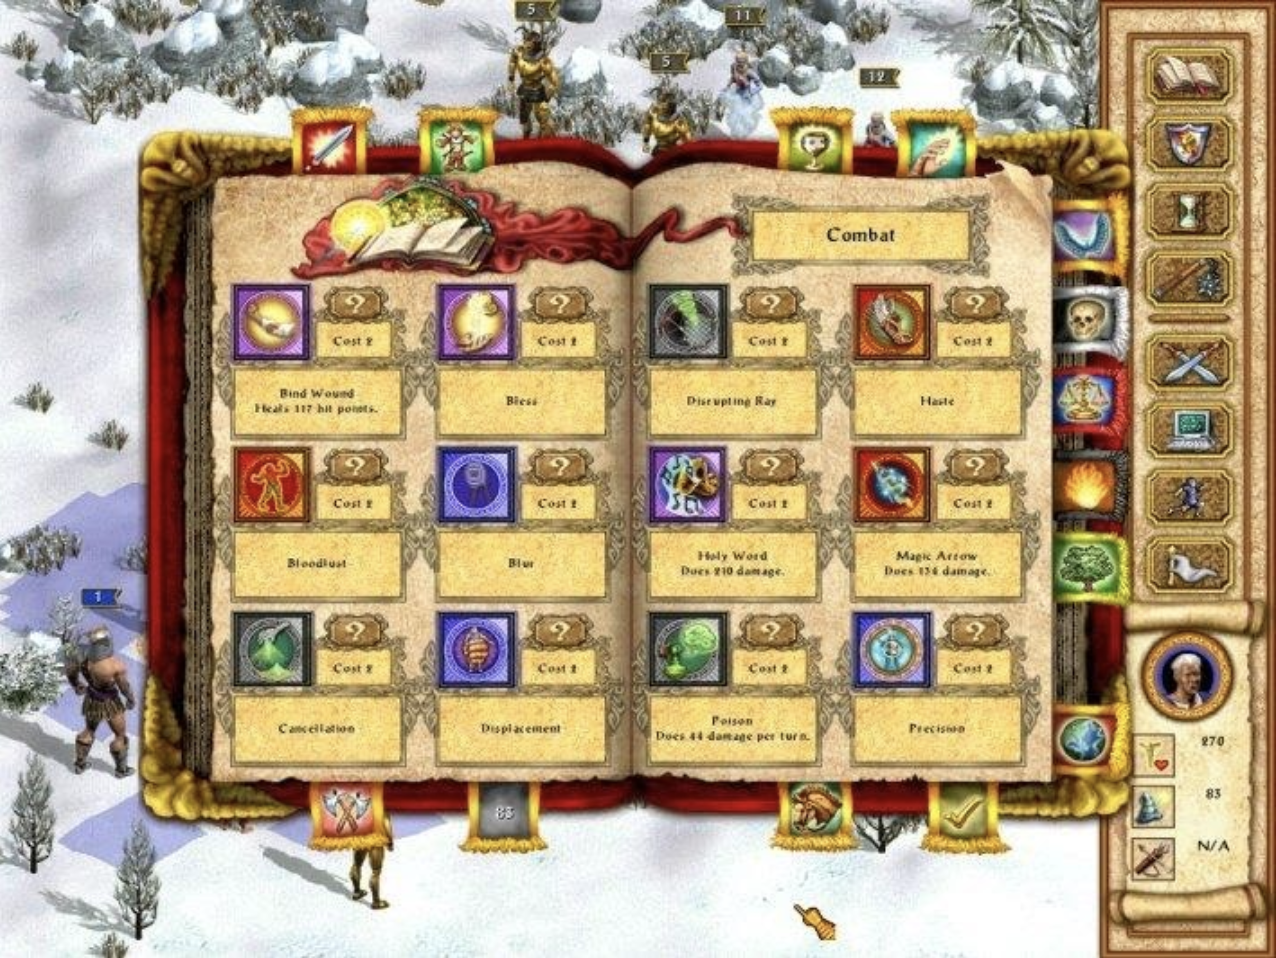 5
11
5
12
Combat
Cost 2
Cost 2
Cost 2
Cost 2
Bind Wound
Heals 117 hit points.
Bless
Disrupting Ray
Haste
Cost 2
Cost 2
Cost 2
Cost 2
Bloodlust
Blur
Holy Word
Does 210 damage.
Magic Arrow
Does 134 damage.
1
Cost 2
Cost 2
Cost 2
Cost 2
Cancellation
Displacement
Poison
Does 44 damage per turn.
Precision
270
83
83
N/A